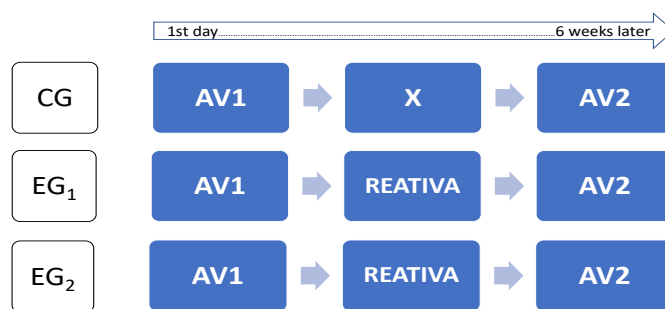 1st day..........................................................................................6 weeks later
CG AV1 X AV2
EG₁ AV1 REATIVA AV2
EG₂ AV1 REATIVA AV2